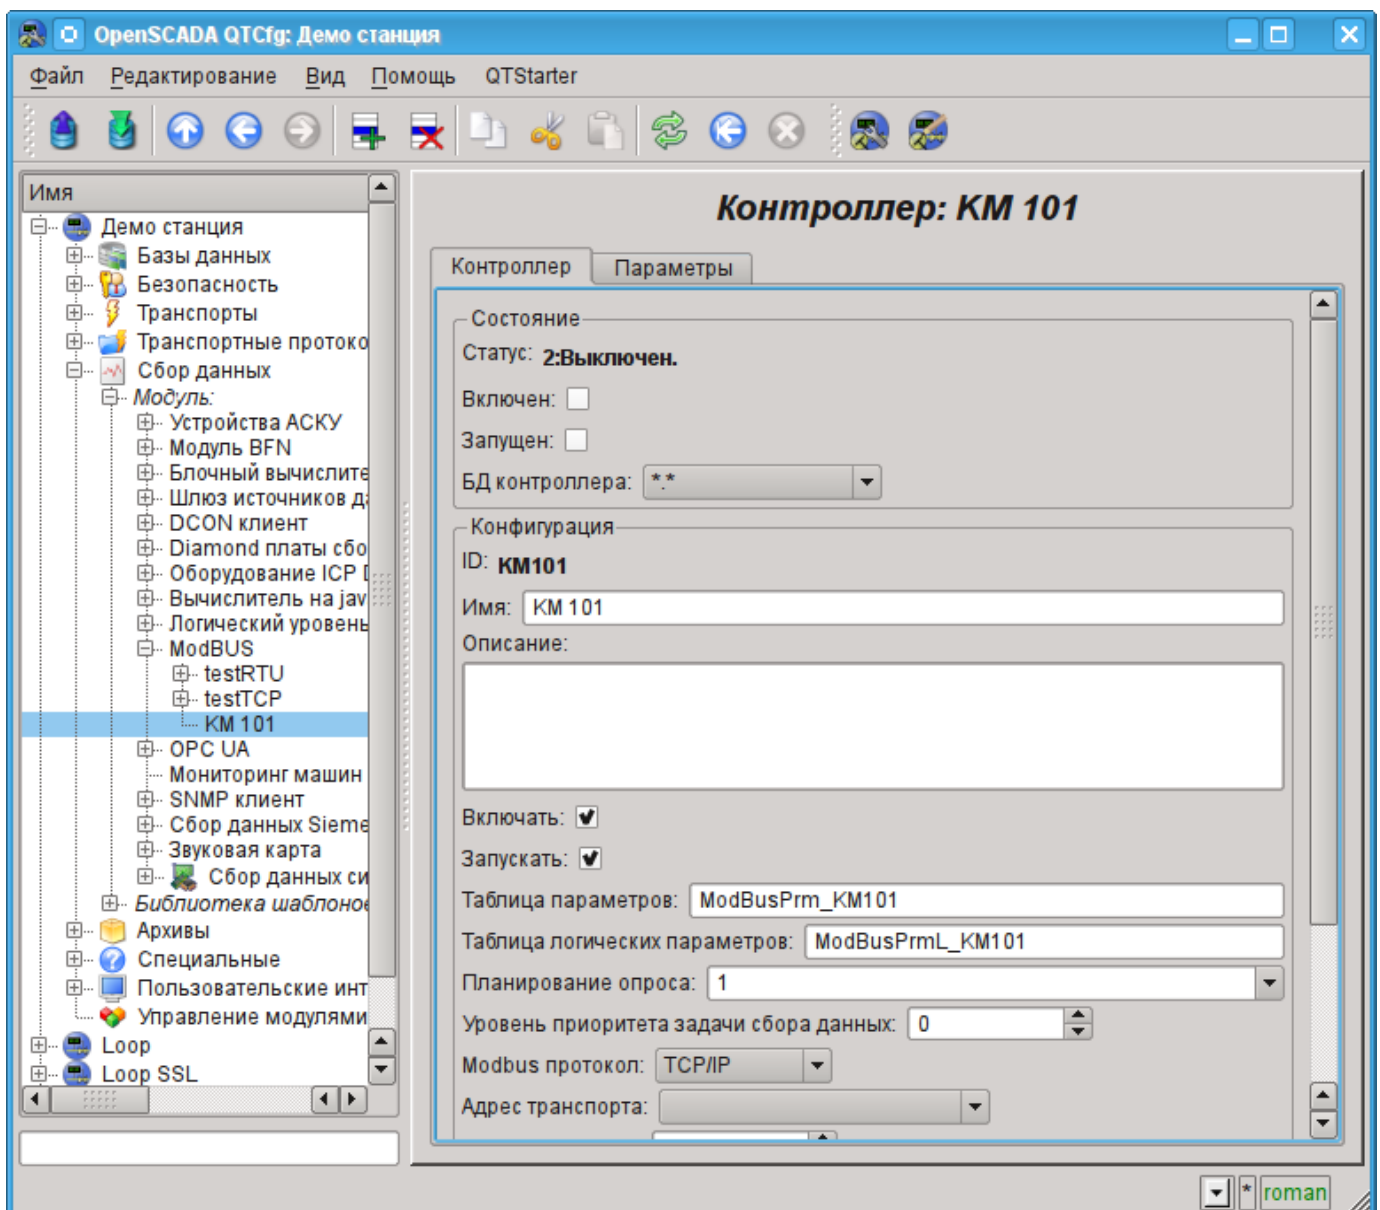 OpenSCADA QTCfg: Демо станция
Файл Редактирование Вид Помощь QTStarter
Имя
Демо станция
Базы данных
Безопасность
Транспорты
Транспортные протоко
Сбор данных
Модуль:
Устройства АСКУ
Модуль BFN
Блочный вычислите
Шлюз источников да
DCON клиент
Diamond платы сбо
Оборудование ICP D
Вычислитель на jav
Логический уровень
ModBUS
testRTU
testTCP
KM 101
OPC UA
Мониторинг машин
SNMP клиент
Сбор данных Sieme
Звуковая карта
Сбор данных си
Библиотека шаблонов
Архивы
Специальные
Пользовательские инт
Управление модулями
Loop
Loop SSL
Контроллер: KM 101
Контроллер Параметры
Состояние
Статус: 2:Выключен.
Включен:
Запущен:
БД контроллера: *.*
Конфигурация
ID: KM101
Имя: KM 101
Описание:
Включать:
Запускать:
Таблица параметров: ModBusPrm_KM101
Таблица логических параметров: ModBusPrmL_KM101
Планирование опроса: 1
Уровень приоритета задачи сбора данных: 0
Modbus протокол: TCP/IP
Адрес транспорта:
* roman